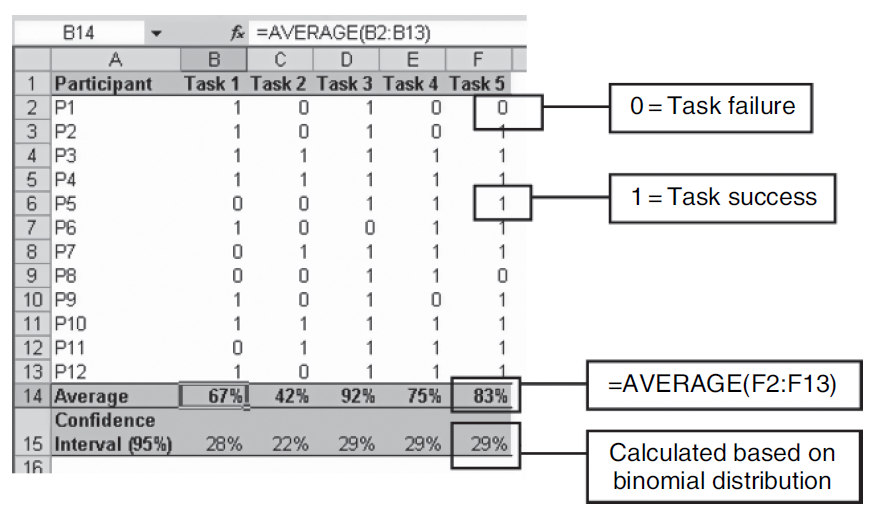 B14 fx =AVERAGE(B2:B13)
A B C D E F
1 Participant Task 1 Task 2 Task 3 Task 4 Task 5
2 P1 1 0 1 0 0
3 P2 1 0 1 0 1
4 P3 1 1 1 1 1
5 P4 1 1 1 1 1
6 P5 0 0 1 1 1
7 P6 1 0 0 1 1
8 P7 0 1 1 1 1
9 P8 0 0 1 1 0
10 P9 1 0 1 0 1
11 P10 1 1 1 1 1
12 P11 0 1 1 1 1
13 P12 1 0 1 1 1
14 Average 67% 42% 92% 75% 83%
Confidence
15 Interval (95%) 28% 22% 29% 29% 29%
16
0 = Task failure
1 = Task success
=AVERAGE(F2:F13)
Calculated based on
binomial distribution